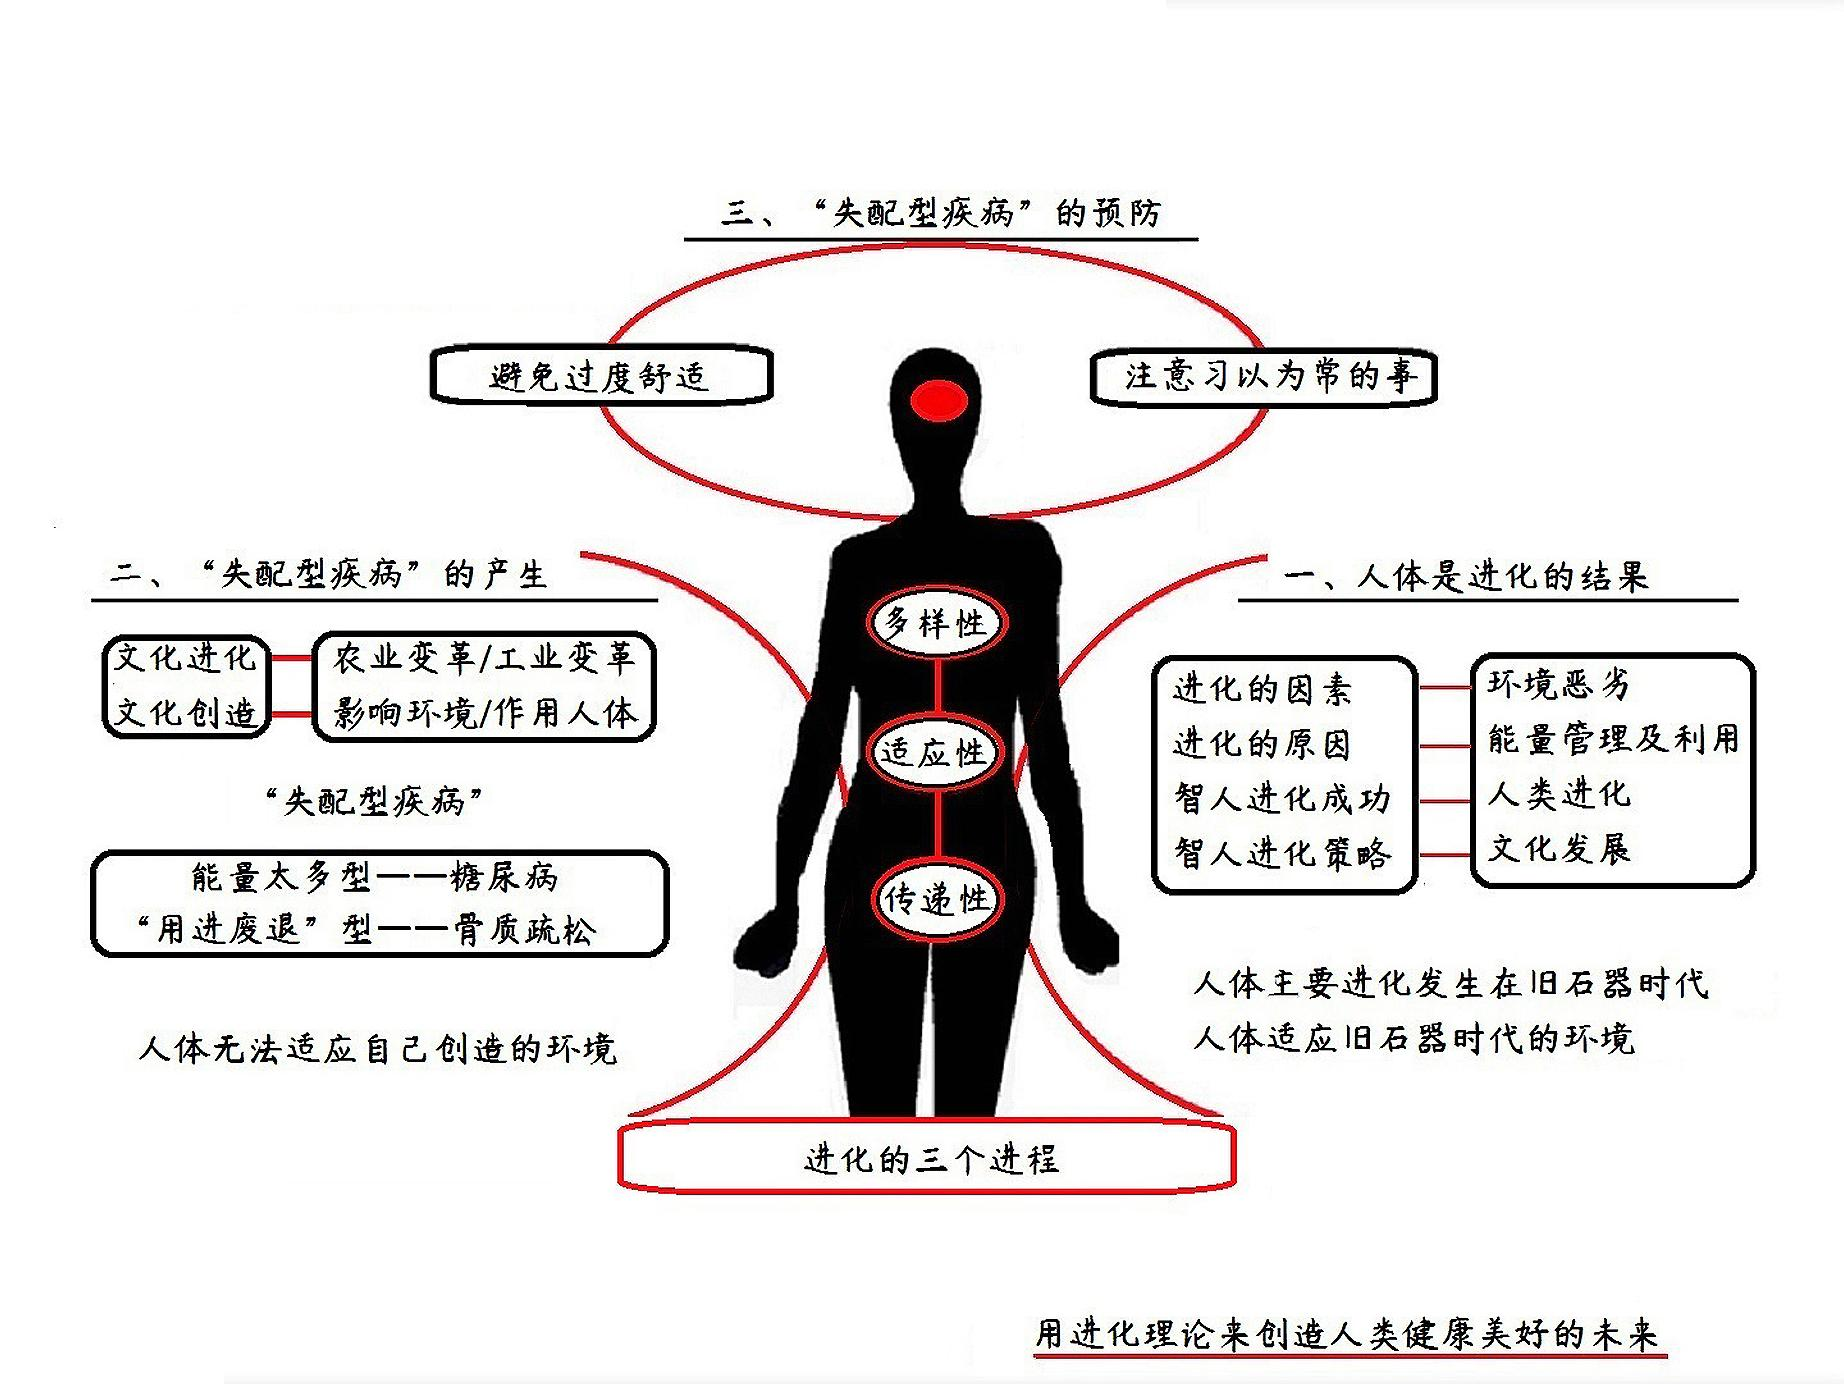 三、“失配型疾病”的预防
避免过度舒适
注意习以为常的事
二、“失配型疾病”的产生
文化进化
农业变革/工业变革
文化创造
影响环境/作用人体
“失配型疾病”
能量太多型——糖尿病
“用进废退”型——骨质疏松
人体无法适应自己创造的环境
多样性
适应性
传递性
一、人体是进化的结果
进化的因素
环境恶劣
进化的原因
能量管理及利用
智人进化成功
人类进化
智人进化策略
文化发展
人体主要进化发生在旧石器时代
人体适应旧石器时代的环境
进化的三个进程
用进化理论来创造人类健康美好的未来